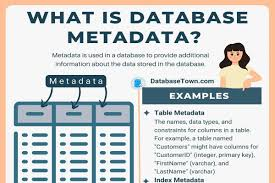 WHAT IS DATABASE
METADATA?
Metadata is used in a database to provide additional
information about the data stored in the database.
Metadata
DatabaseTown.com
EXAMPLES
Table Metadata
The names, data types, and
constraints for columns in a table.
For example, a table named
"Customers" might have columns for
"CustomerID" (integer, primary key),
"FirstName" (varchar), and
"LastName" (varchar).
Index Metadata